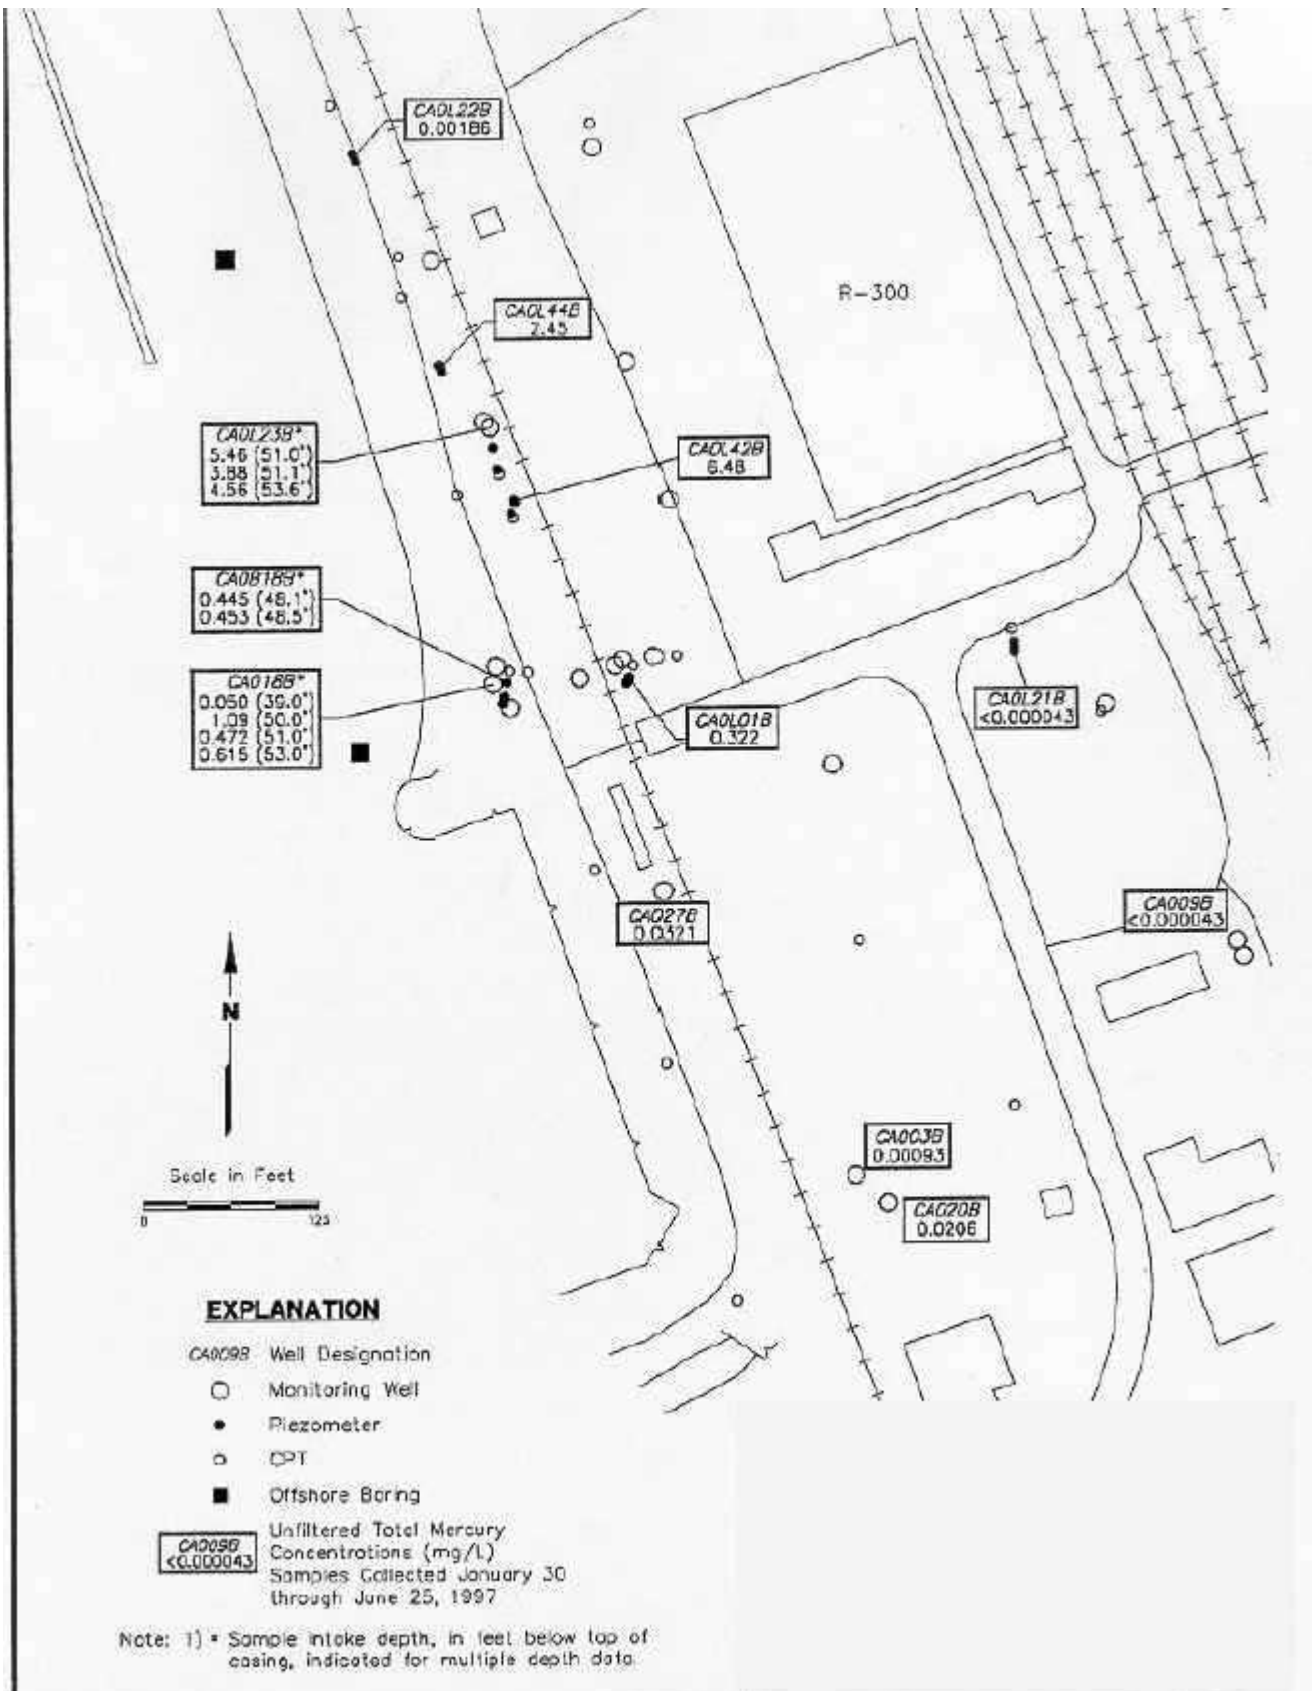 CA0L22B
0.00186
R-300
CA0L44B
7.45
CA0L23B*
5.46 (51.0')
3.88 (51.1')
4.56 (53.6')
CA0L42B
6.48
CA0B18B*
0.445 (48.1')
0.453 (48.5')
CA018B*
0.050 (39.0')
1.09 (50.0')
0.472 (51.0')
0.615 (53.0')
CA0L01B
0.322
CA0L21B
<0.000043
CA027B
0.0321
CA009B
<0.000043
N
Scale in Feet
0 125
CA003B
0.00093
CA020B
0.0206
EXPLANATION
CA009B Well Designation
Monitoring Well
Piezometer
CPT
Offshore Boring
CA009B
<0.000043
Unfiltered Total Mercury
Concentrations (mg/L)
Samples Collected January 30
through June 25, 1997
Note: 1) * Sample intake depth, in feet below top of
casing, indicated for multiple depth data